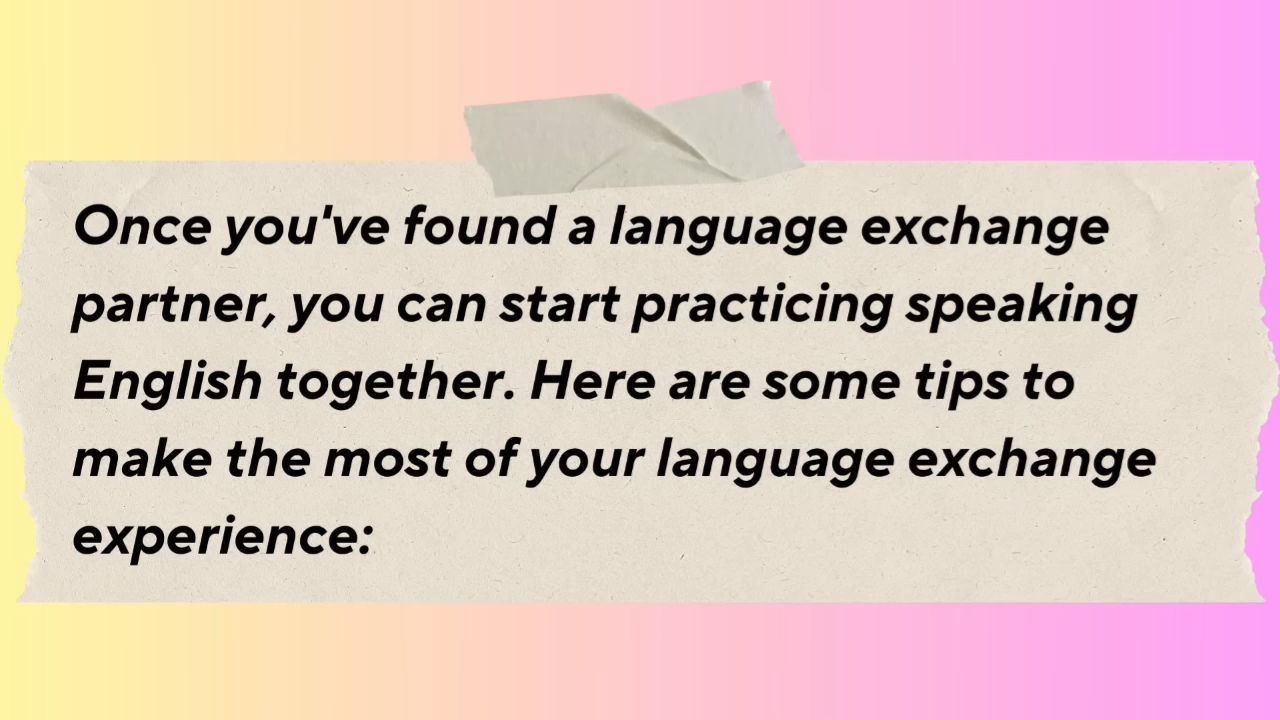 Once you've found a language exchange
partner, you can start practicing speaking
English together. Here are some tips to
make the most of your language exchange
experience: